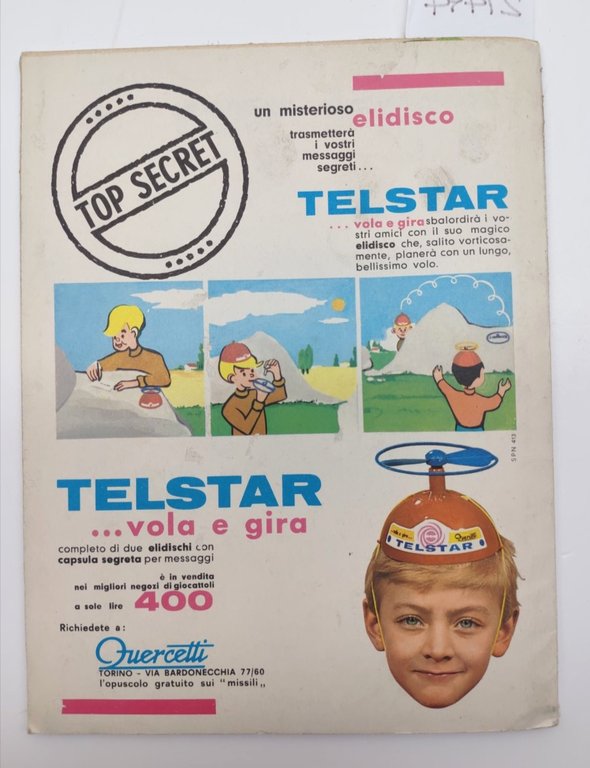 TOP SECRET
un misterioso elidisco
trasmetterà
i vostri
messaggi
segreti...
TELSTAR
... vola e gira sbalordirà i vo-
stri amici con il suo magico
elidisco che, salito vorticosa-
mente, planerà con un lungo,
bellissimo volo.
SPN 413
TELSTAR
...vola e gira
completo di due elidischi con
capsula segreta per messaggi
è in vendita
nei migliori negozi di giocattoli
a sole lire 400
Richiedete a:
Quercetti
TORINO - VIA BARDONECCHIA 77/60
l'opuscolo gratuito sui "missili"
Quercetti
TELSTAR